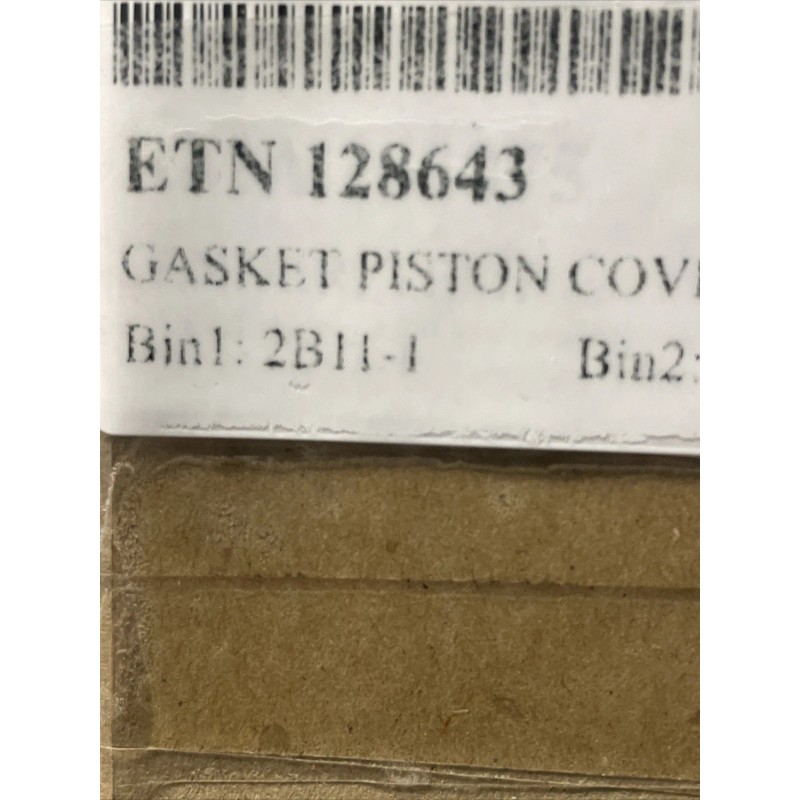 ETN 128643
GASKET PISTON COV
Bin1: 2B11-1 Bin2: